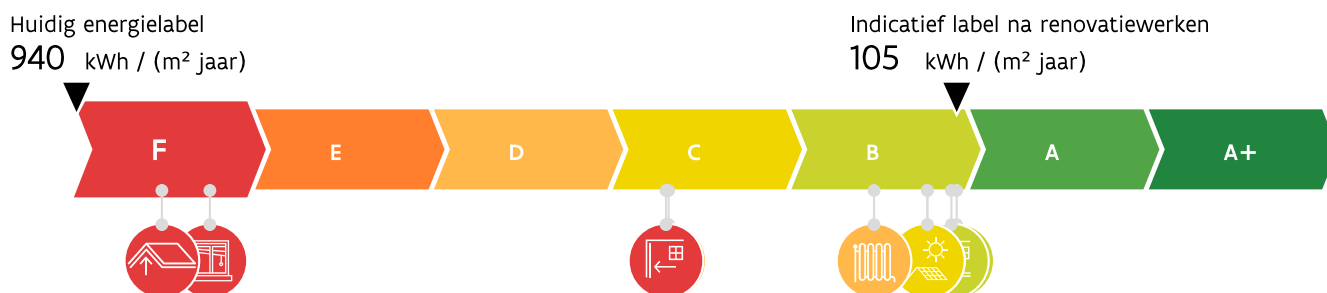 Huidig energielabel
940 kWh / (m² jaar)
Indicatief label na renovatiewerken
105 kWh / (m² jaar)
F E D C B A A+